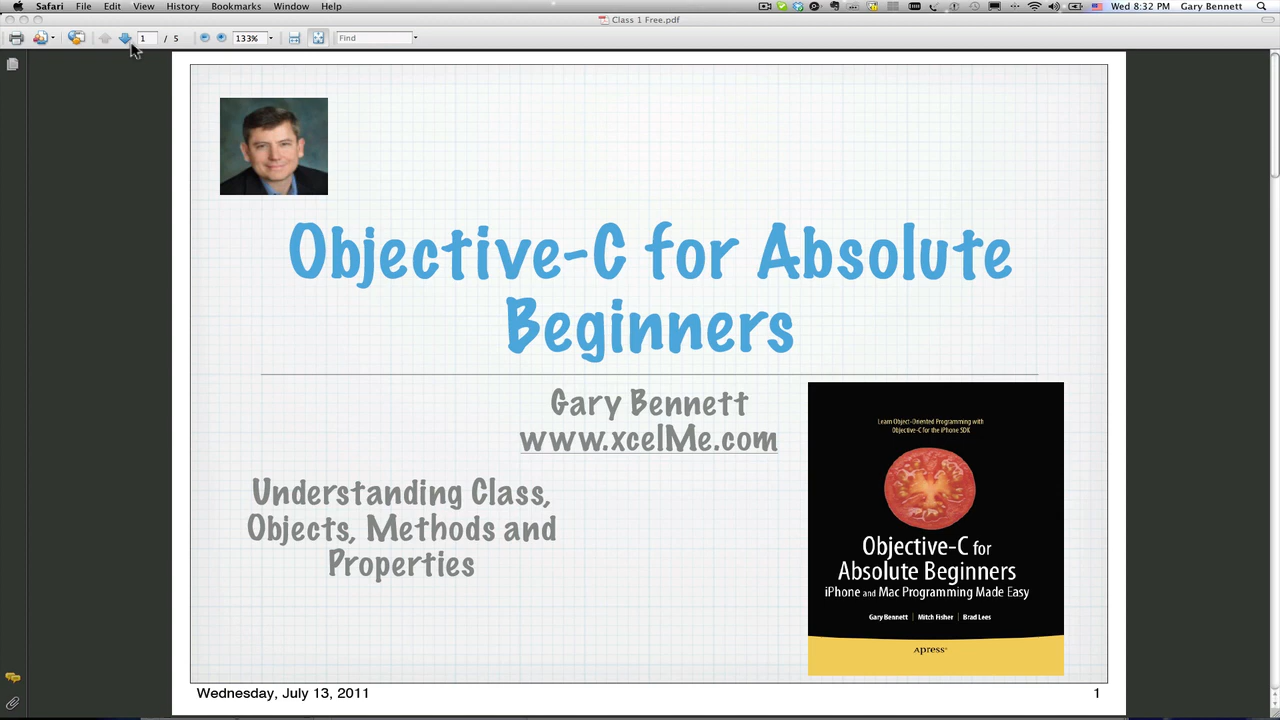 Safari File Edit View History Bookmarks Window Help Wed 8:32 PM Gary Bennett
Class 1 Free.pdf
1 / 5 133% Find
Objective-C for Absolute
Beginners
Gary Bennett
www.xcelMe.com
Understanding Class,
Objects, Methods and
Properties
Learn Object-Oriented Programming with
Objective-C for the iPhone SDK
Objective-C for
Absolute Beginners
iPhone and Mac Programming Made Easy
Gary Bennett | Mitch Fisher | Brad Lees
Apress®
Wednesday, July 13, 2011 1